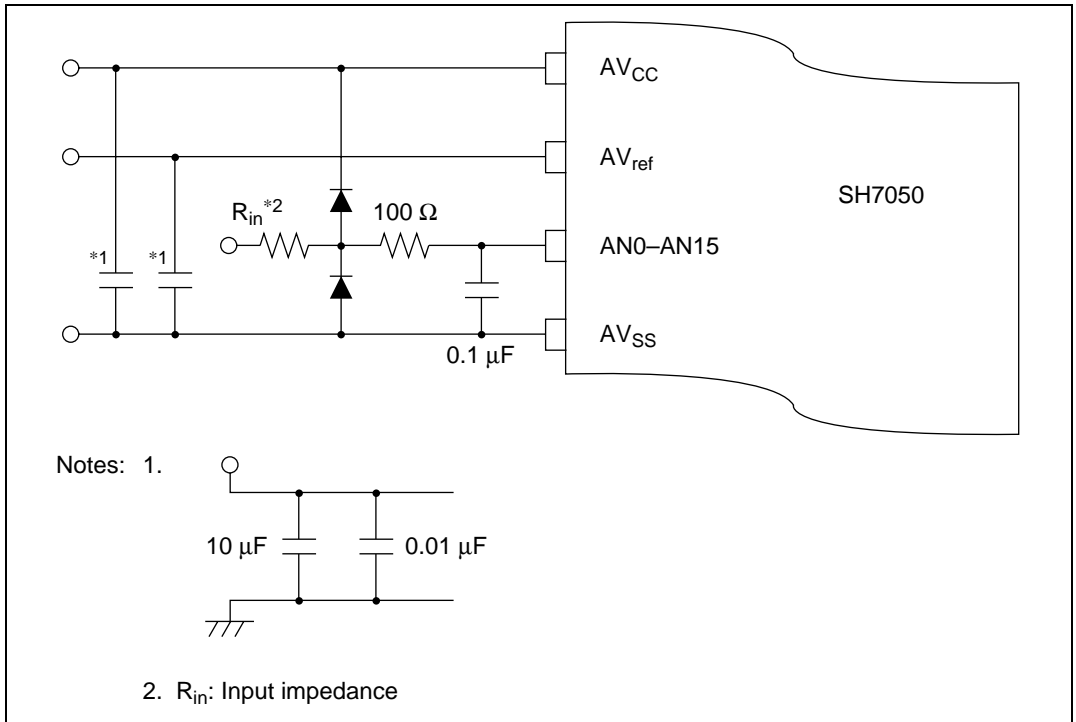 AVCC
AVref
SH7050
Rin*2
100 Ω
*1
*1
AN0–AN15
AVSS
0.1 μF
Notes: 1.
10 μF
0.01 μF
2. Rin: Input impedance